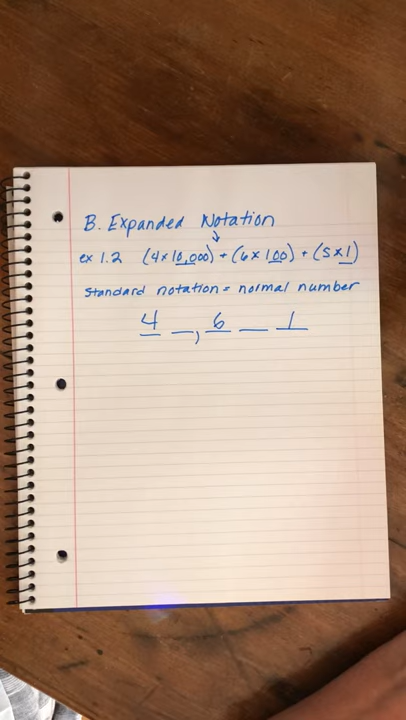 B. Expanded Notation
↓
ex 1.2 (4 × 10,000) + (6 × 100) + (5 × 1)
standard notation = normal number
4 _, 6 _ 1